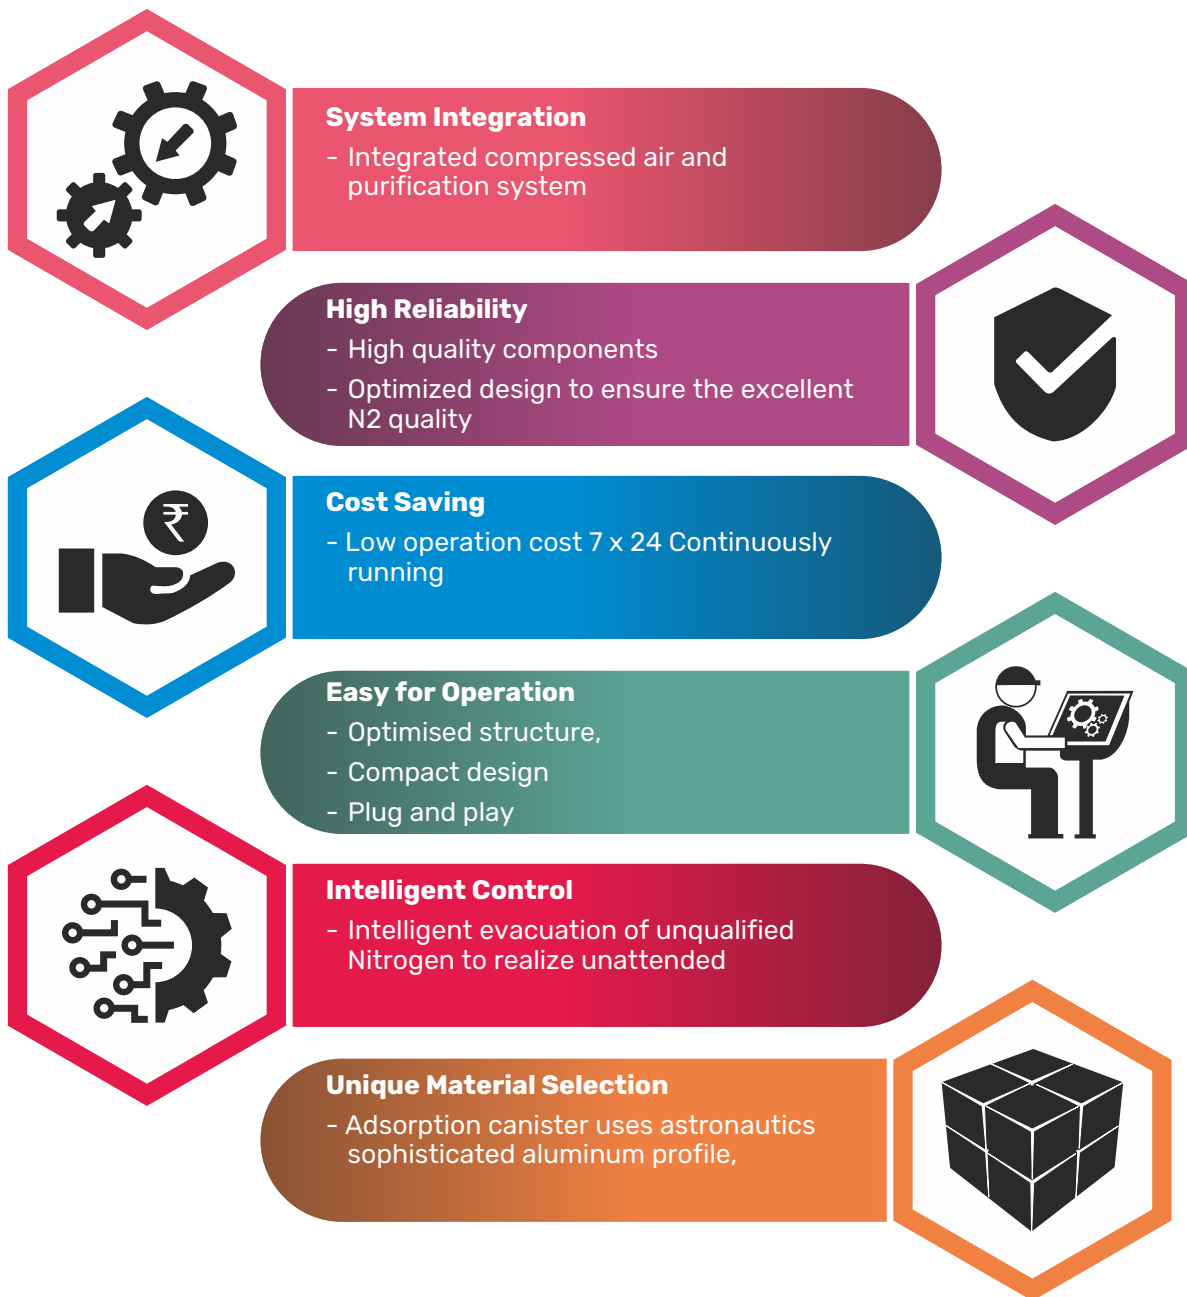 System Integration
- Integrated compressed air and
purification system
High Reliability
- High quality components
- Optimized design to ensure the excellent
N2 quality
₹
Cost Saving
- Low operation cost 7 x 24 Continuously
running
Easy for Operation
- Optimised structure,
- Compact design
- Plug and play
Intelligent Control
- Intelligent evacuation of unqualified
Nitrogen to realize unattended
Unique Material Selection
- Adsorption canister uses astronautics
sophisticated aluminum profile,